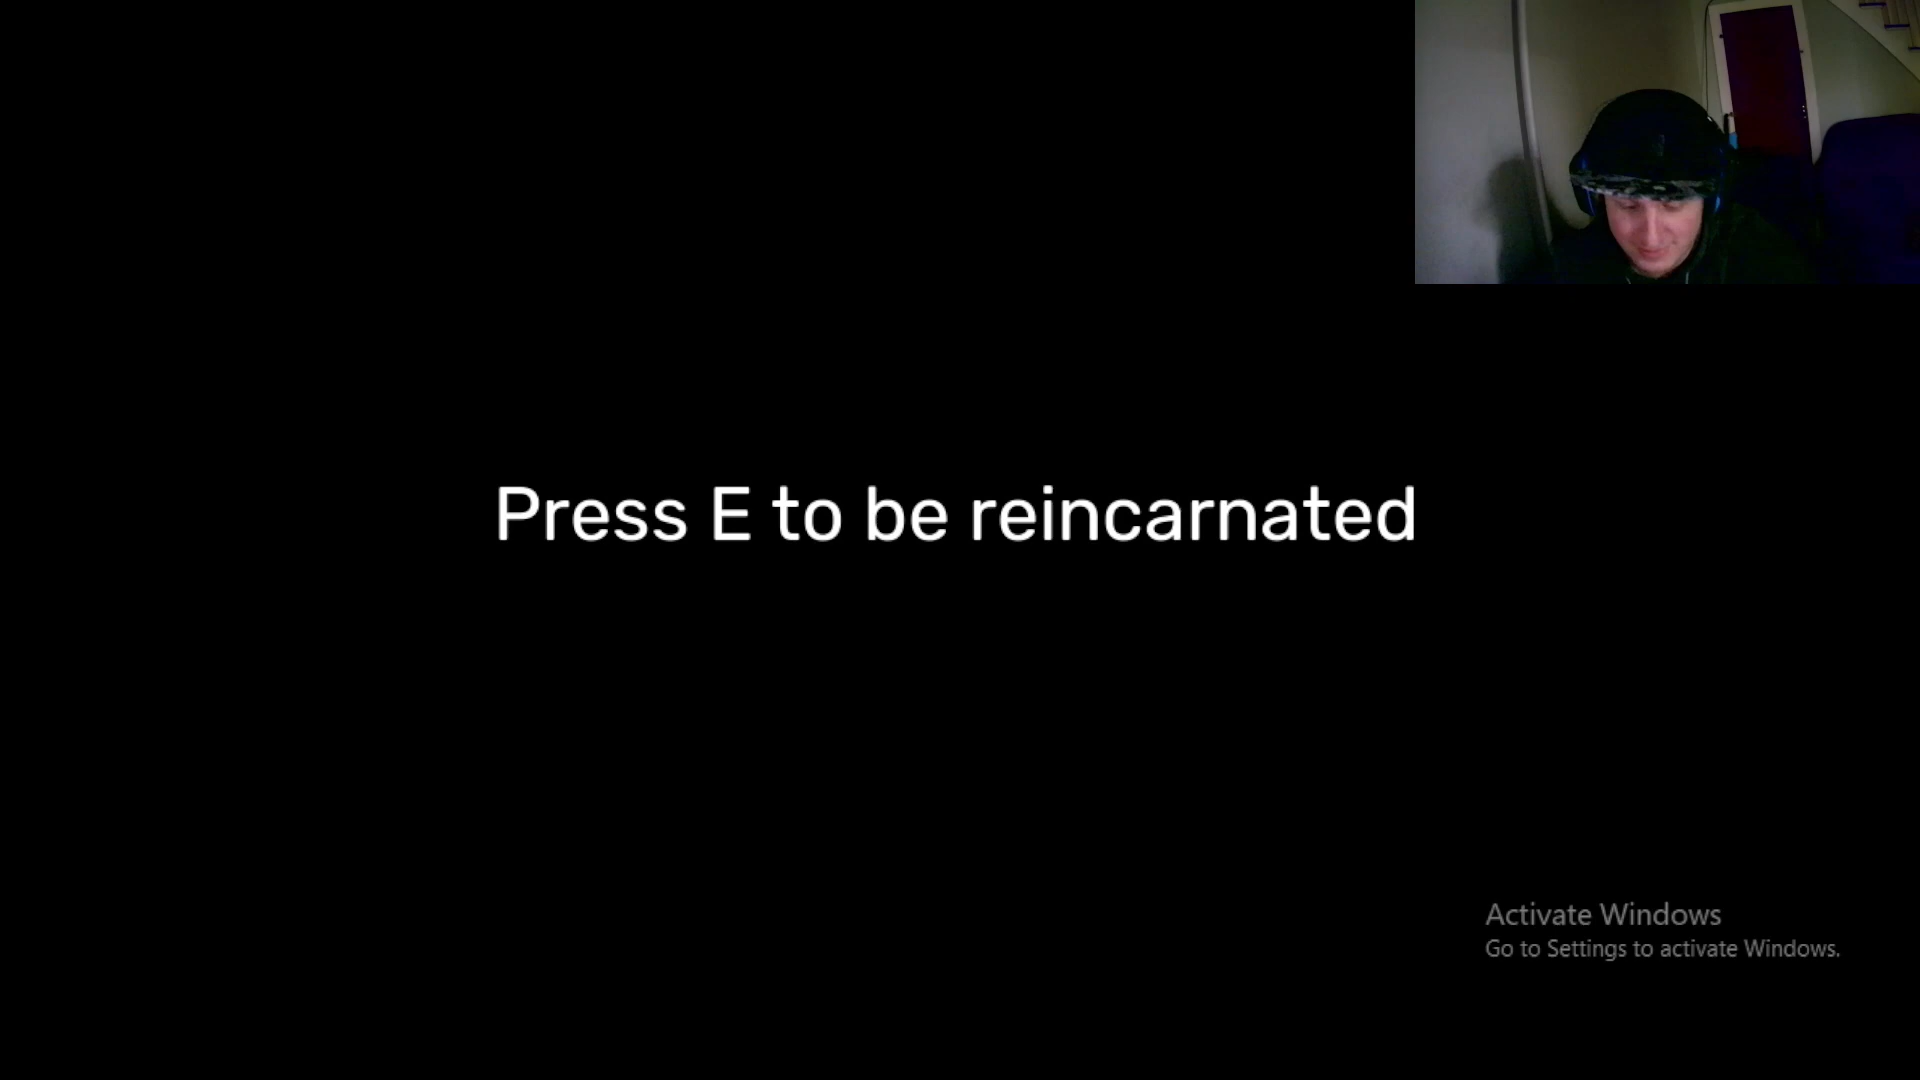 Press E to be reincarnated
Activate Windows
Go to Settings to activate Windows.